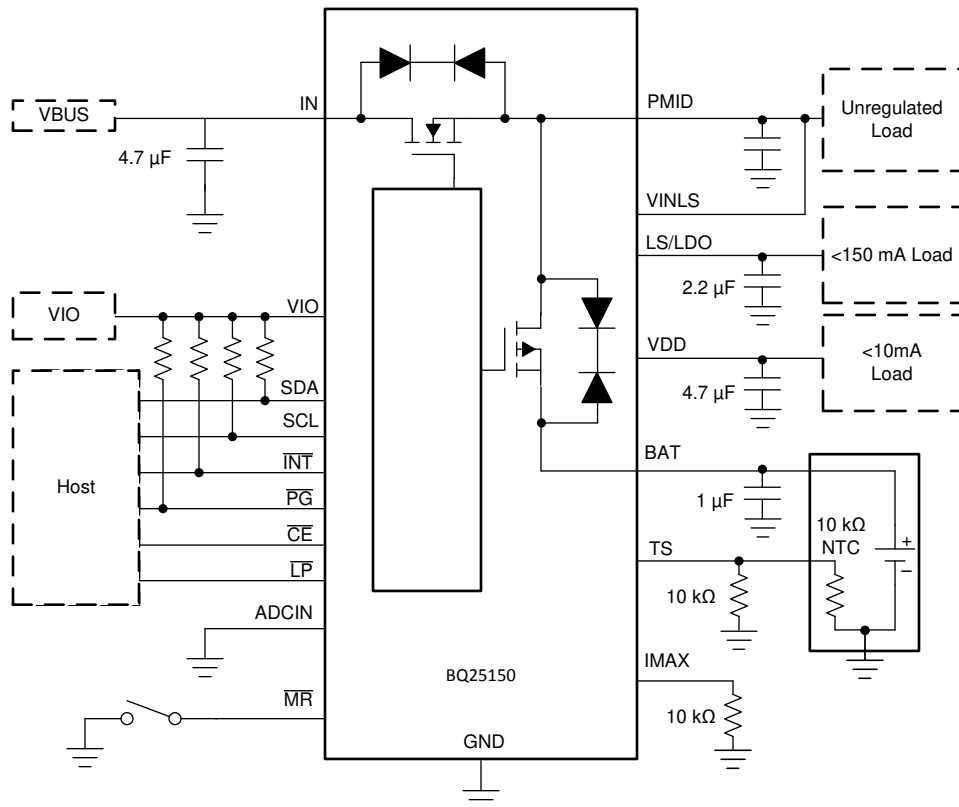 IN
PMID
VBUS
Unregulated
Load
4.7 µF
VINLS
LS/LDO
<150 mA Load
2.2 µF
VIO
VIO
VDD
<10mA
Load
4.7 µF
SDA
SCL
INT
PG
CE
LP
Host
BAT
1 µF
10 kΩ
NTC
+
−
TS
10 kΩ
ADCIN
IMAX
BQ25150
10 kΩ
MR
GND